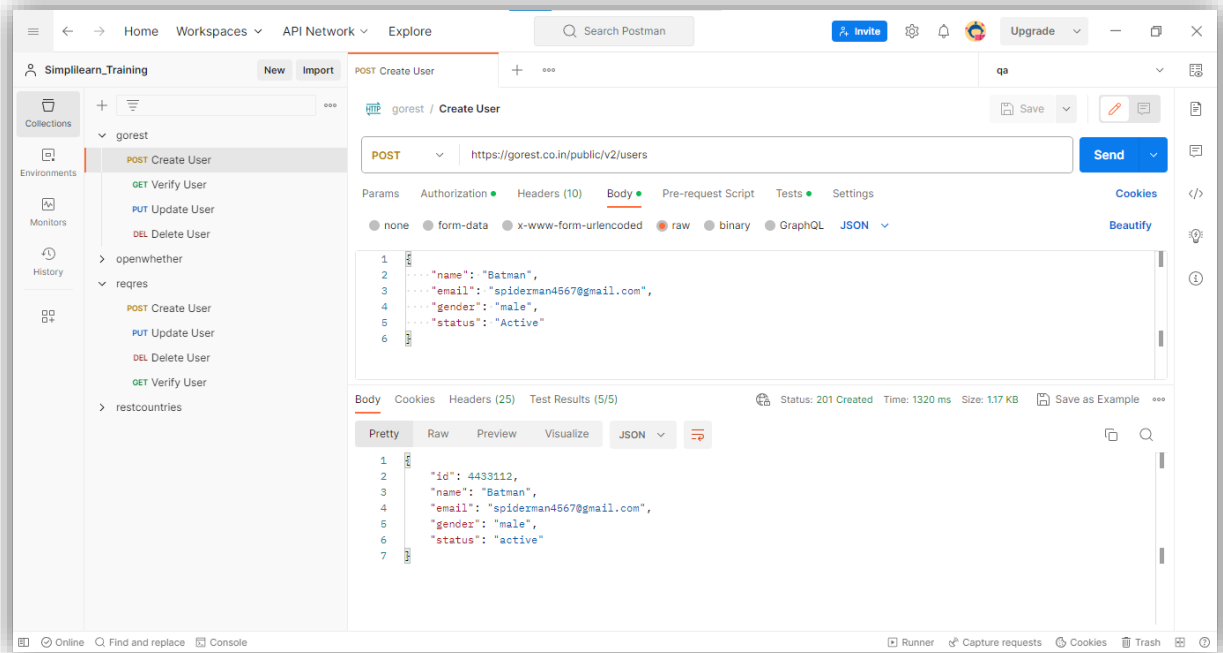 Home Workspaces API Network Explore Search Postman Invite Upgrade
Simplilearn_Training New Import POST Create User qa
Collections
Environments
Monitors
History
gorest
POST Create User
GET Verify User
PUT Update User
DEL Delete User
openwhether
reqres
POST Create User
PUT Update User
DEL Delete User
GET Verify User
restcountries
HTTP gorest / Create User Save
POST https://gorest.co.in/public/v2/users Send
Params Authorization Headers (10) Body Pre-request Script Tests Settings Cookies
none form-data x-www-form-urlencoded raw binary GraphQL JSON Beautify
1 {
2 "name": "Batman",
3 "email": "spiderman4567@gmail.com",
4 "gender": "male",
5 "status": "Active"
6 }
Body Cookies Headers (25) Test Results (5/5) Status: 201 Created Time: 1320 ms Size: 1.17 KB Save as Example
Pretty Raw Preview Visualize JSON
1 {
2 "id": 4433112,
3 "name": "Batman",
4 "email": "spiderman4567@gmail.com",
5 "gender": "male",
6 "status": "active"
7 }
Online Find and replace Console Runner Capture requests Cookies Trash